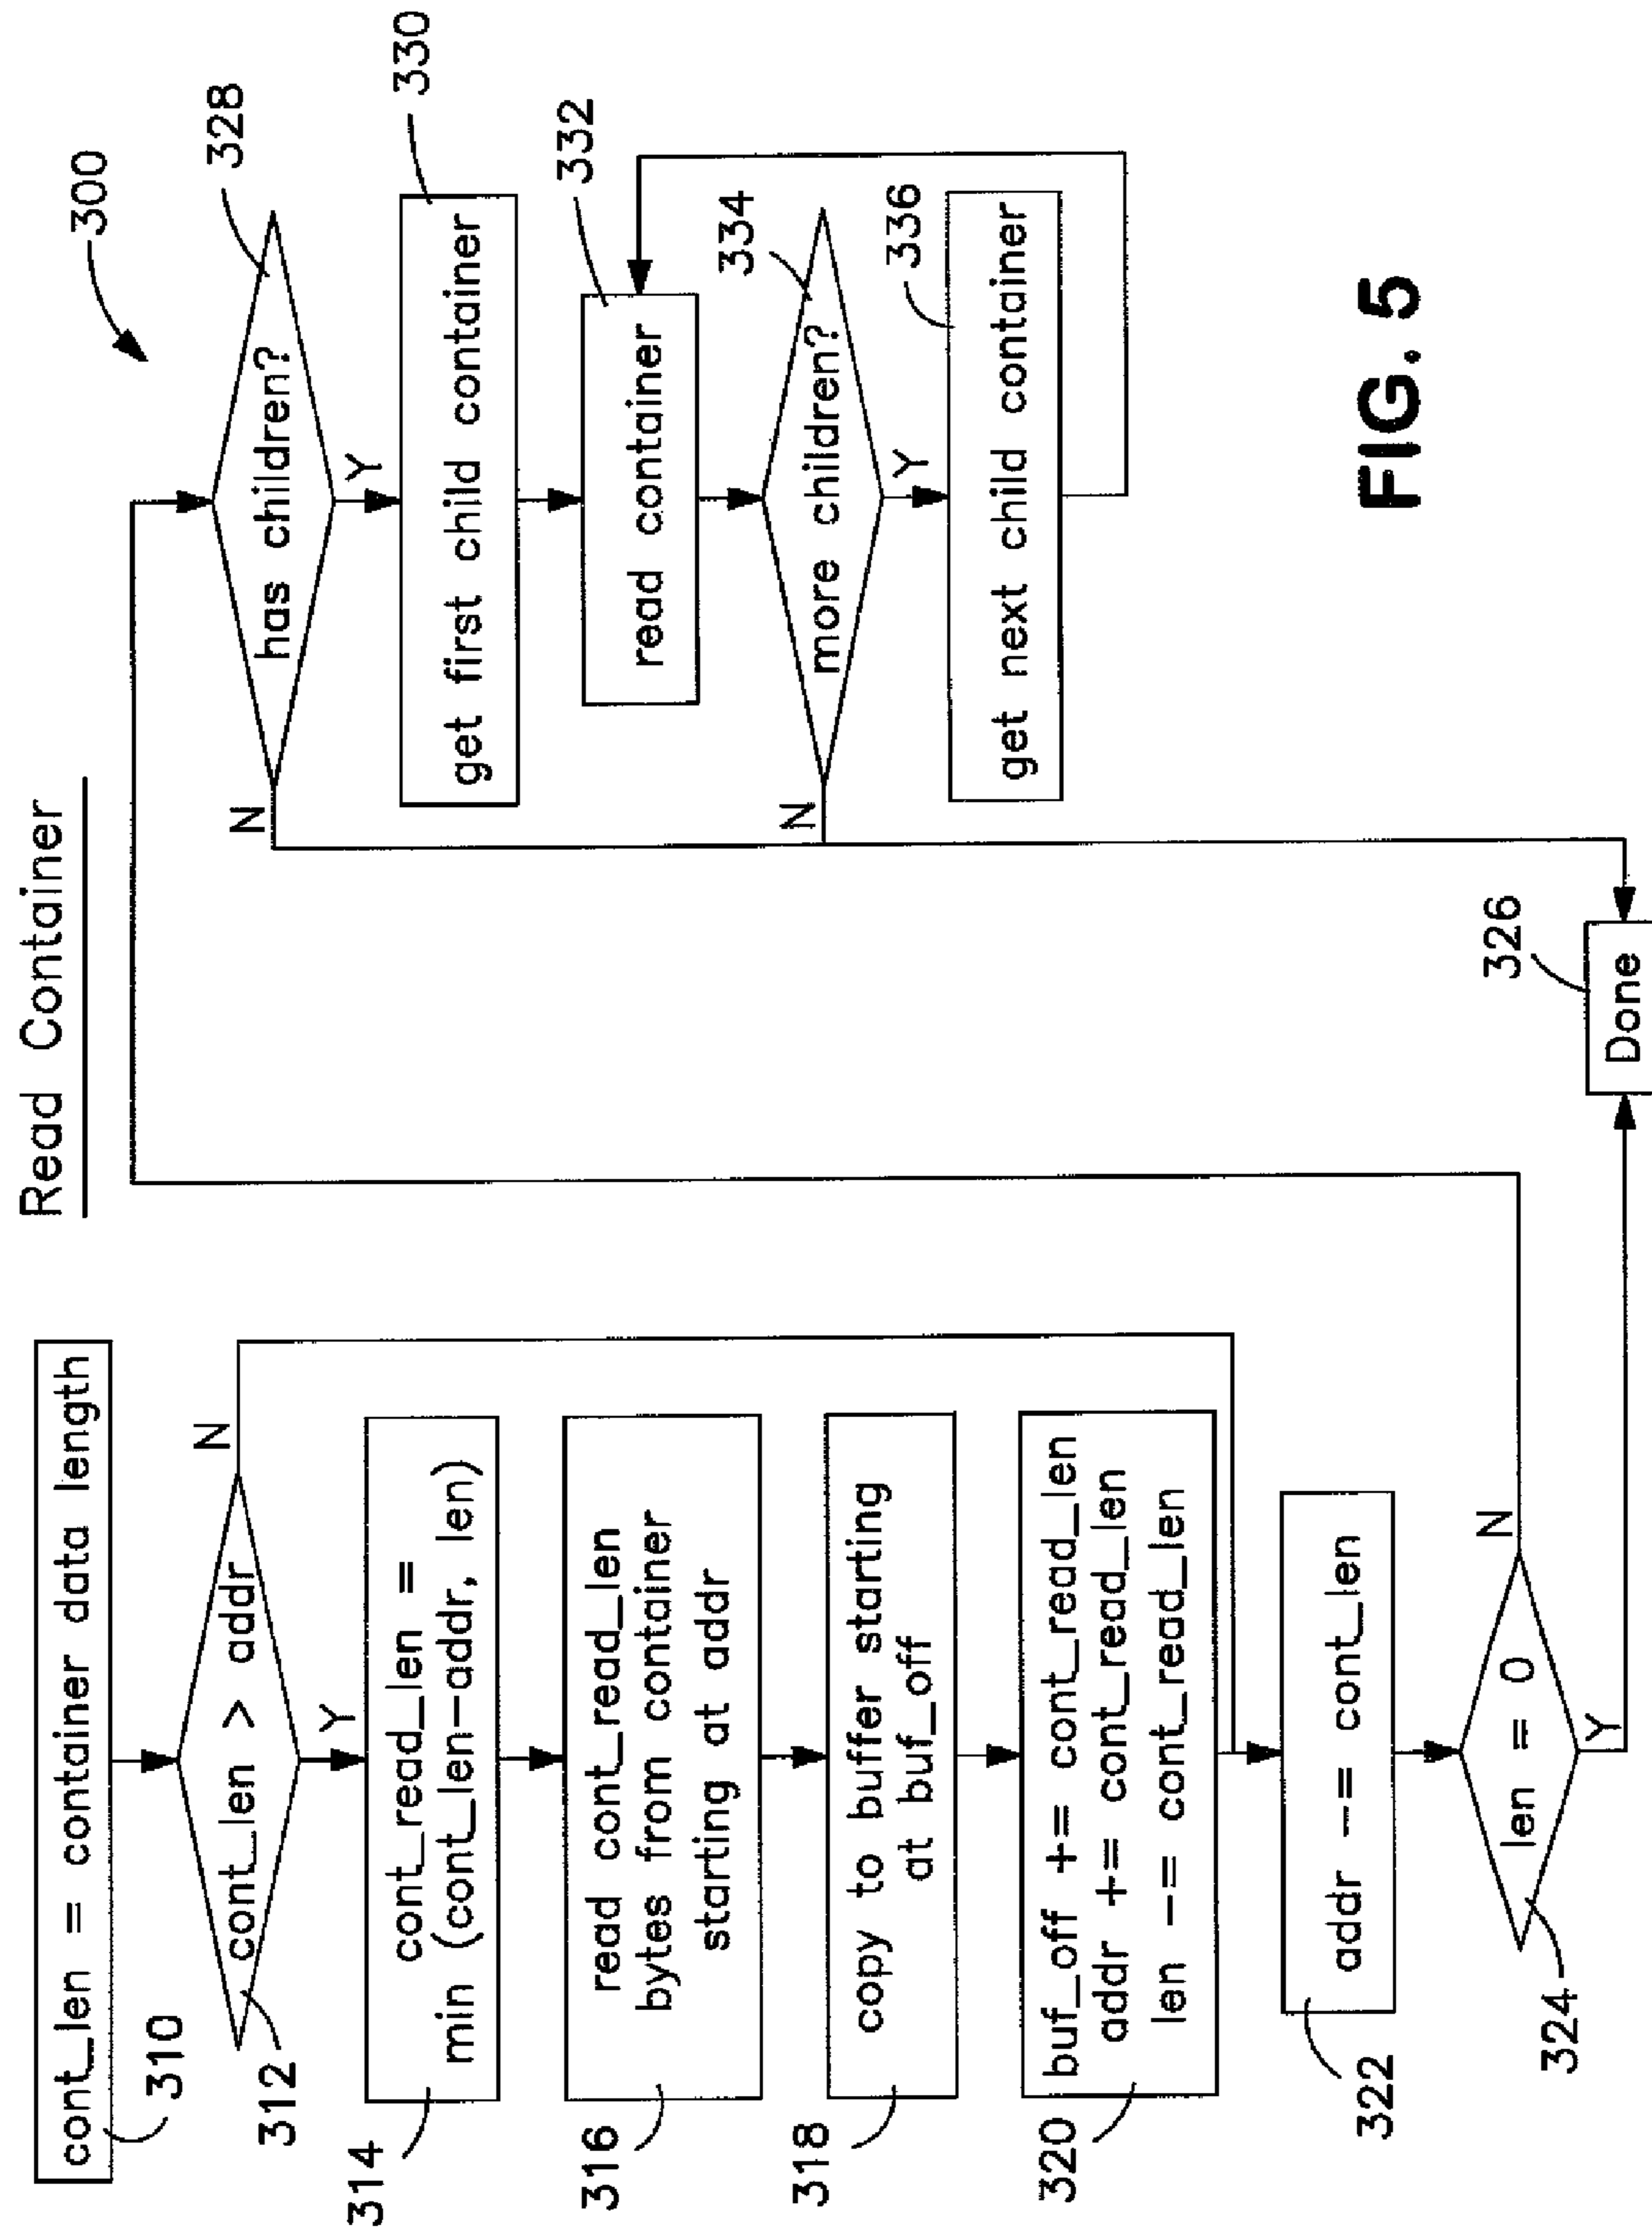 Read Container
300
cont_len = container data length
310
cont_len > addr
312
N
Y
cont_read_len =
min (cont_len-addr, len)
314
read cont_read_len
bytes from container
starting at addr
316
copy to buffer starting
at buf_off
318
buf_off += cont_read_len
addr += cont_read_len
len -= cont_read_len
320
addr -= cont_len
322
len = 0
324
N
Y
Done
326
has children?
328
N
Y
get first child container
330
read container
332
more children?
334
N
Y
get next child container
336
FIG. 5